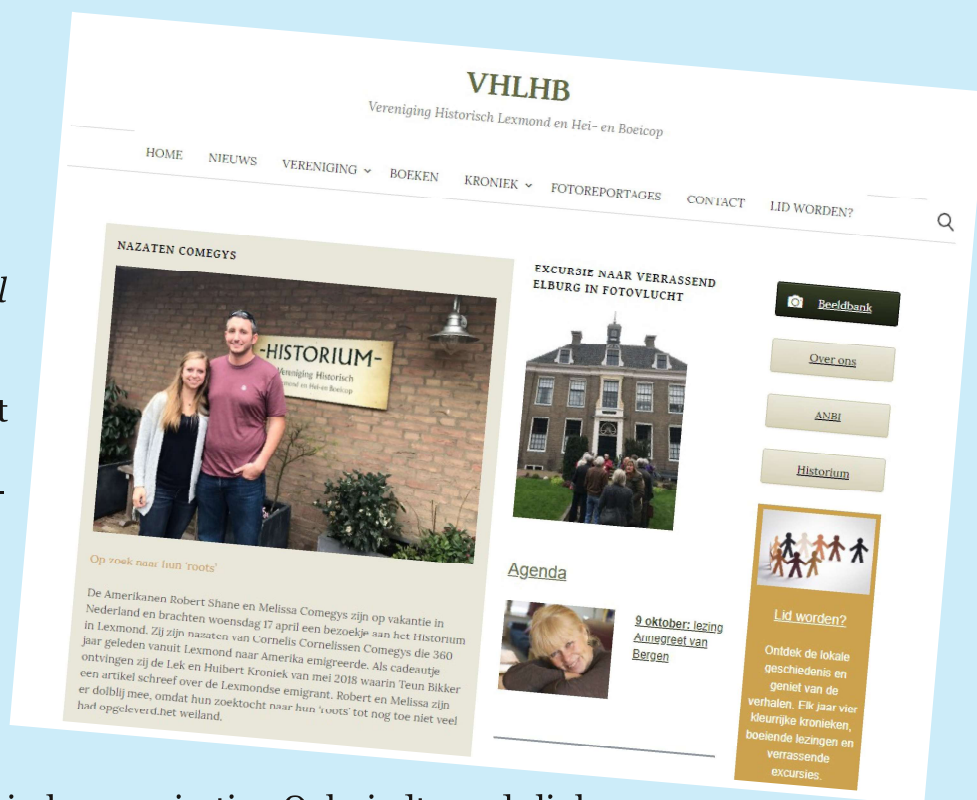 VHLHB
Vereniging Historisch Lexmond en Hei- en Boeicop
HOME NIEUWS VERENIGING BOEKEN KRONIEK FOTOREPORTAGES CONTACT LID WORDEN?
NAZATEN COMEGYS
-HISTORIUM-
Vereniging Historisch
Lexmond en Hei-en Boeicop
Op zoek naar hun 'roots'
De Amerikanen Robert Shane en Melissa Comegys zijn op vakantie in
Nederland en brachten woensdag 17 april een bezoekje aan het Historium
in Lexmond. Zij zijn nazaten van Cornelis Cornelissen Comegys die 360
jaar geleden vanuit Lexmond naar Amerika emigreerde. Als cadeautje
ontvingen zij de Lek en Huibert Kroniek van mei 2018 waarin Teun Bikker
een artikel schreef over de Lexmondse emigrant. Robert en Melissa zijn
er dolblij mee, omdat hun zoektocht naar hun 'roots' tot nog toe niet veel
had opgeleverd.het weiland.
EXCURSIE NAAR VERRASSEND
ELBURG IN FOTOVLUCHT
Agenda
9 oktober: lezing
Annegreet van
Bergen
Beeldbank
Over ons
ANBI
Historium
Lid worden?
Ontdek de lokale
geschiedenis en
geniet van de
verhalen. Elk jaar vier
kleurrijke kronieken,
boeiende lezingen en
verrassende
excursies.
l
t